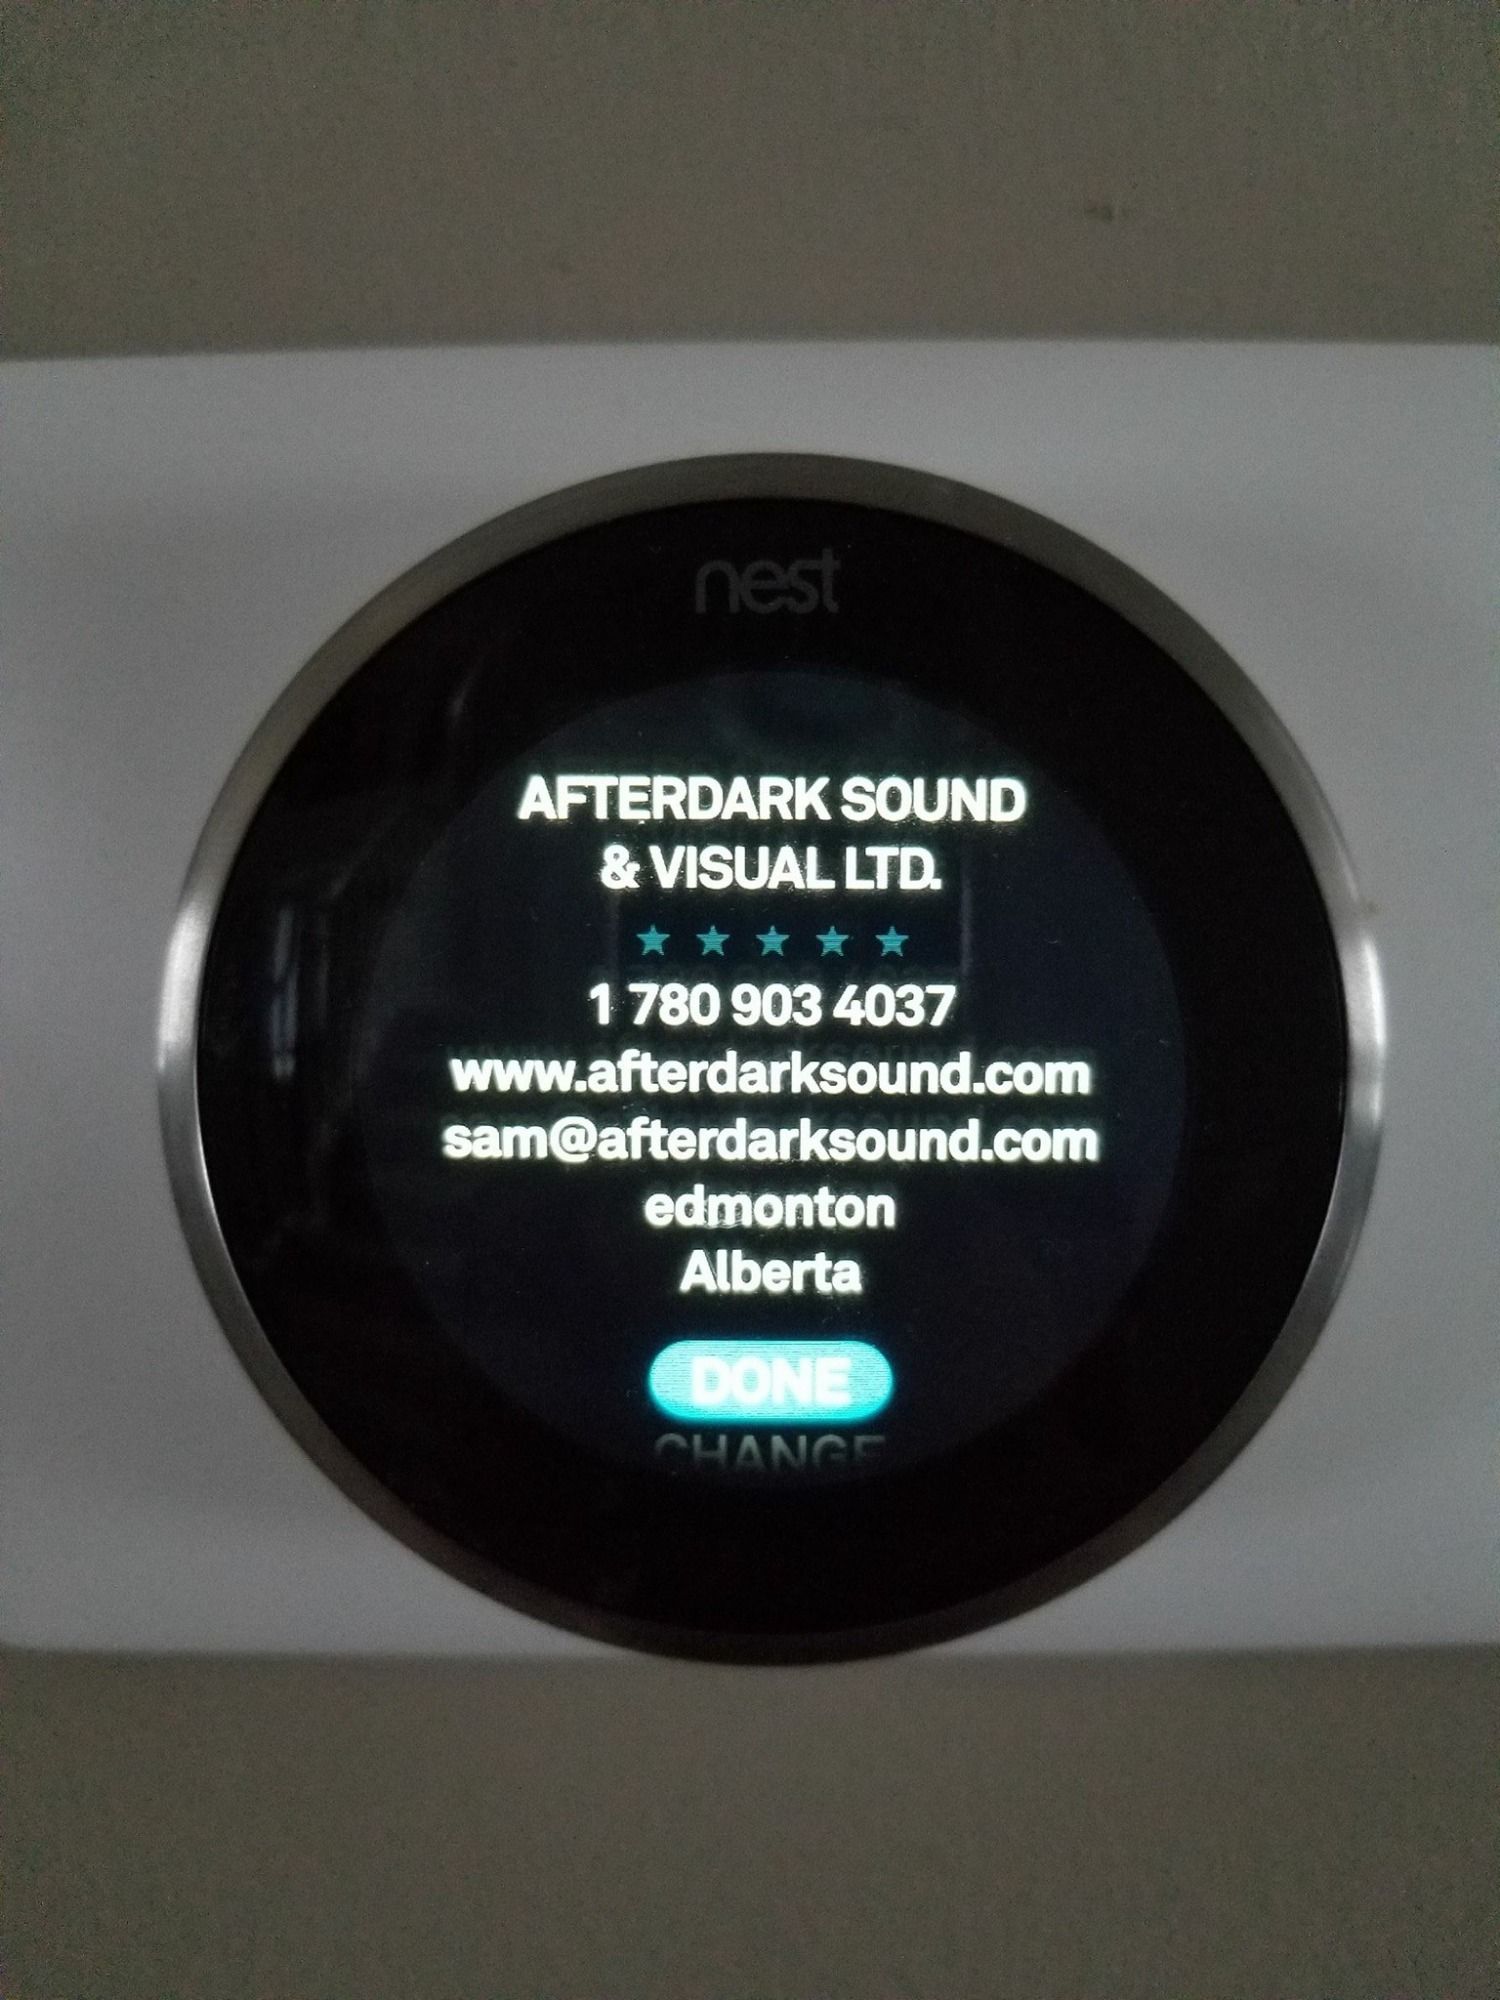 nest
AFTERDARK SOUND
& VISUAL LTD.
★ ★ ★ ★ ★
1 780 903 4037
www.afterdarksound.com
sam@afterdarksound.com
edmonton
Alberta
DONE
CHANGE